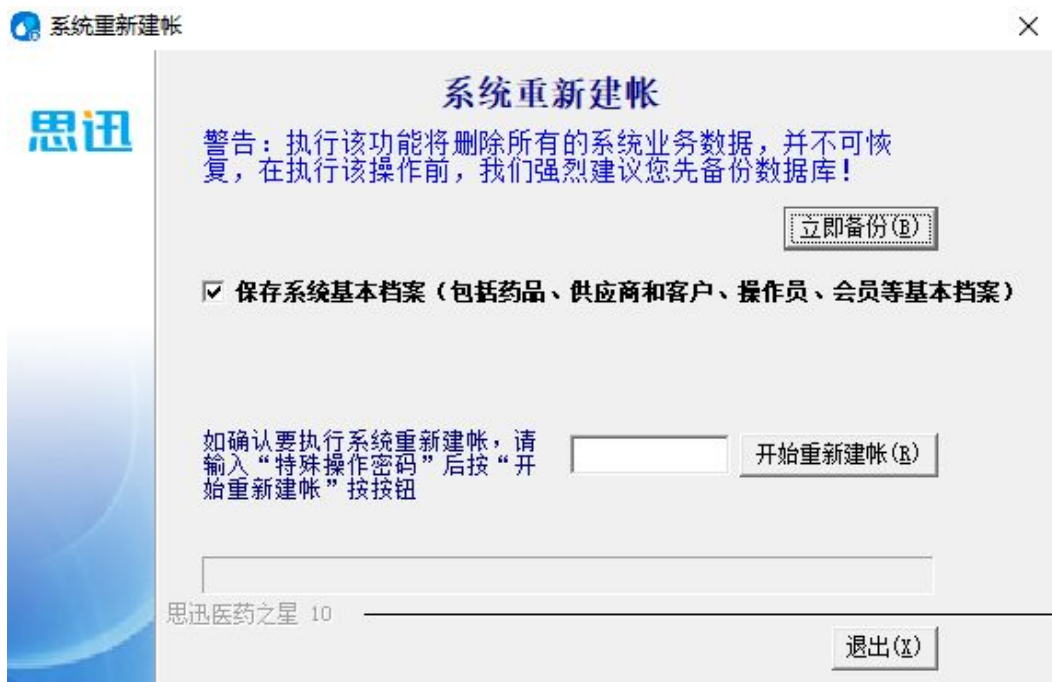 系统重新建帐
思迅
系统重新建帐
警告：执行该功能将删除所有的系统业务数据，并不可恢
复，在执行该操作前，我们强烈建议您先备份数据库！
立即备份(B)
保存系统基本档案（包括药品、供应商和客户、操作员、会员等基本档案）
如确认要执行系统重新建帐，请
输入“特殊操作密码”后按“开
始重新建帐”按按钮
开始重新建帐(R)
思迅医药之星 10
退出(X)